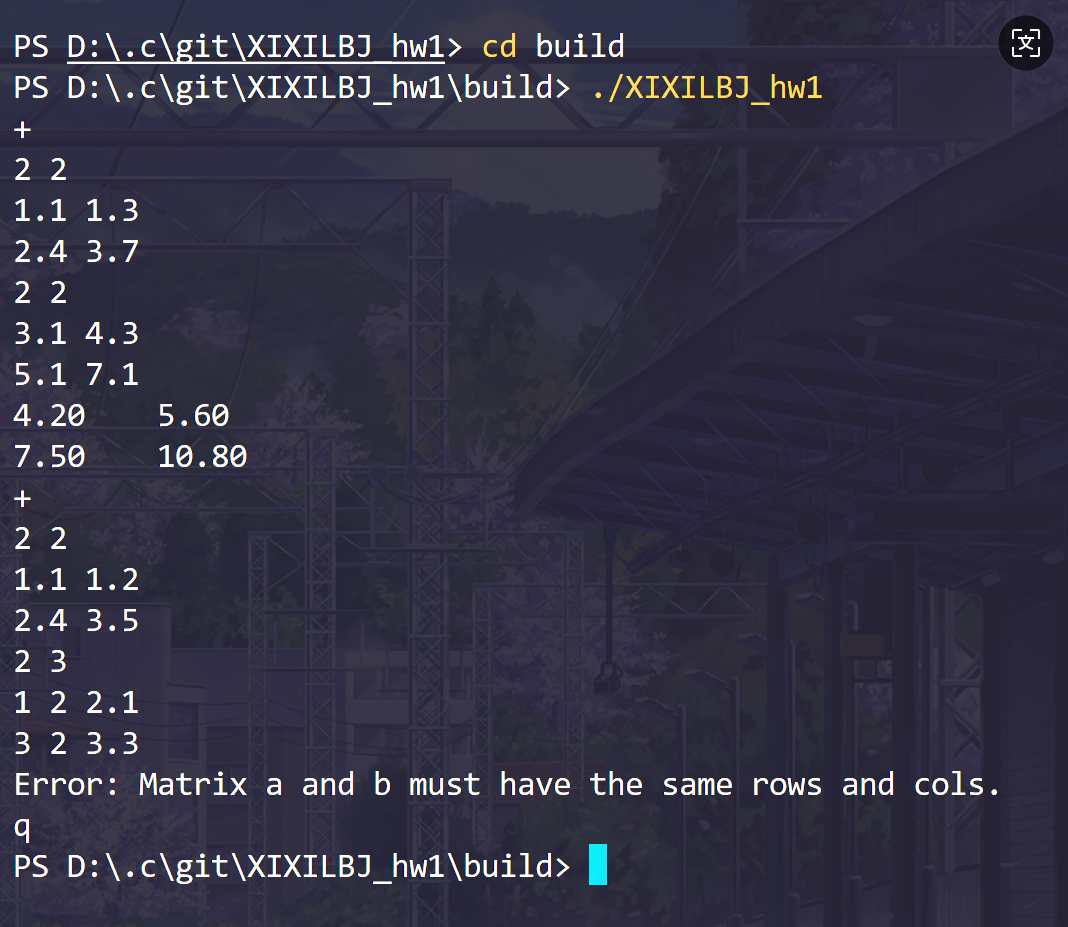 PS D:\.c\git\XIXILBJ_hw1> cd build
PS D:\.c\git\XIXILBJ_hw1\build> ./XIXILBJ_hw1
+
2 2
1.1 1.3
2.4 3.7
2 2
3.1 4.3
5.1 7.1
4.20    5.60
7.50    10.80
+
2 2
1.1 1.2
2.4 3.5
2 3
1 2 2.1
3 2 3.3
Error: Matrix a and b must have the same rows and cols.
q
PS D:\.c\git\XIXILBJ_hw1\build>
文